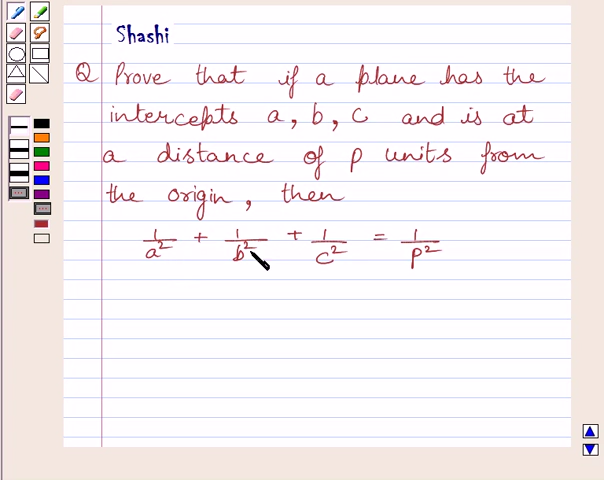 Shashi
Q Prove that if a plane has the
intercepts a, b, c and is at
a distance of p units from
the origin, then
1/a² + 1/b² + 1/c² = 1/p²